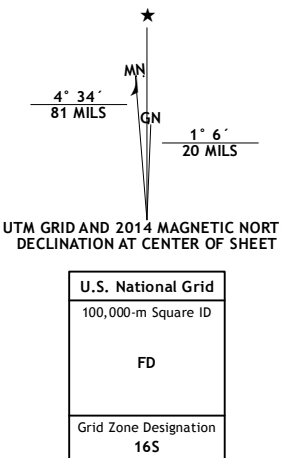 ★
MN
4° 34´
81 MILS
GN
1° 6´
20 MILS
UTM GRID AND 2014 MAGNETIC NORT
DECLINATION AT CENTER OF SHEET
U.S. National Grid
100,000-m Square ID
FD
Grid Zone Designation
16S